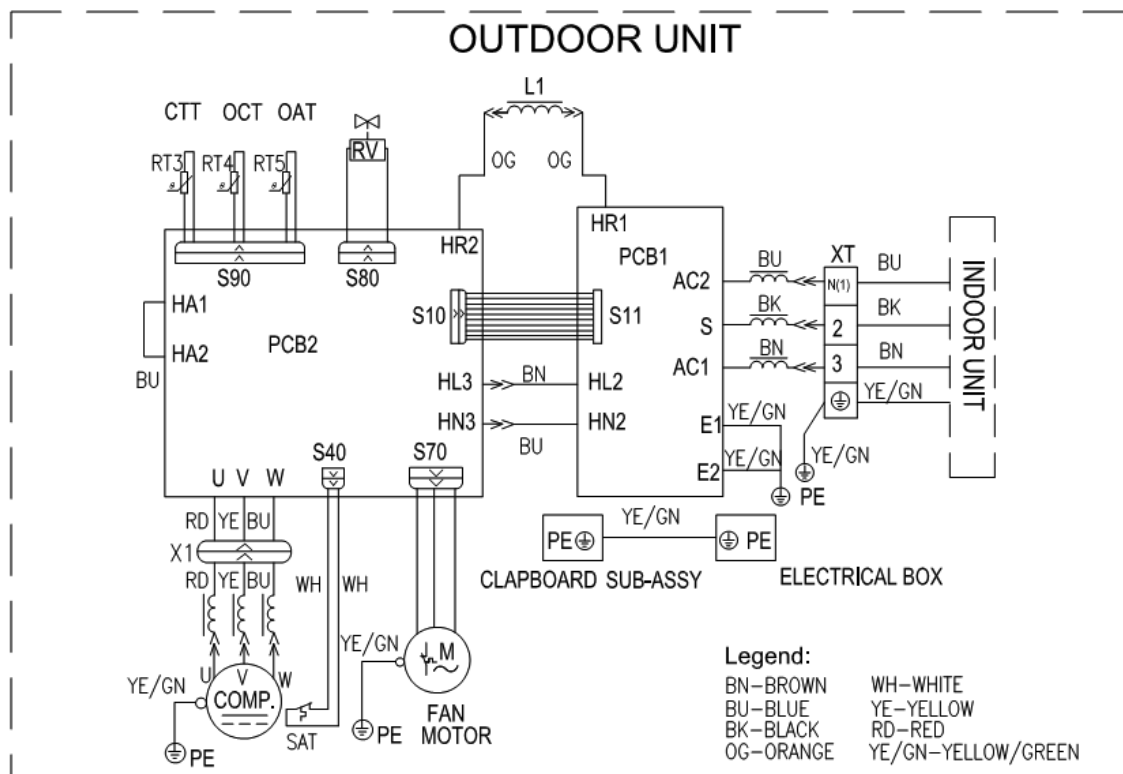 OUTDOOR UNIT
L1
CTT OCT OAT
RT3 RT4 RT5 RV
OG OG
HR2 HR1
S90 S80
PCB1
XT
AC2 BU N(1) BU
HA1
S10 S11
S BK 2 BK
PCB2
HA2
AC1 BN 3 BN
BU
HL3 BN HL2
YE/GN
INDOOR UNIT
HN3 BU HN2
E1 YE/GN
S40 S70
E2 YE/GN
YE/GN
PE PE
U V W
RD YE BU
X1
YE/GN
PE PE
CLAPBOARD SUB-ASSY ELECTRICAL BOX
RD YE BU WH WH
YE/GN M
U V W
YE/GN
COMP.
FAN
MOTOR
PE
SAT
PE
Legend:
BN-BROWN WH-WHITE
BU-BLUE YE-YELLOW
BK-BLACK RD-RED
OG-ORANGE YE/GN-YELLOW/GREEN